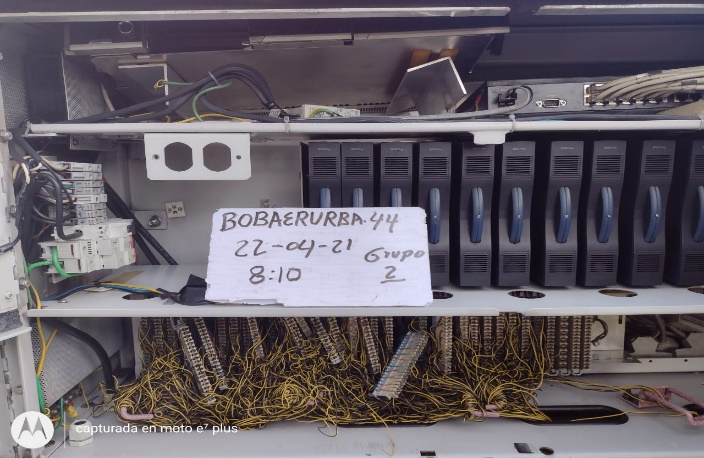 BOBAERURBA.44
22-04-21
Grupo
8:10
2
capturada en moto e⁷ plus